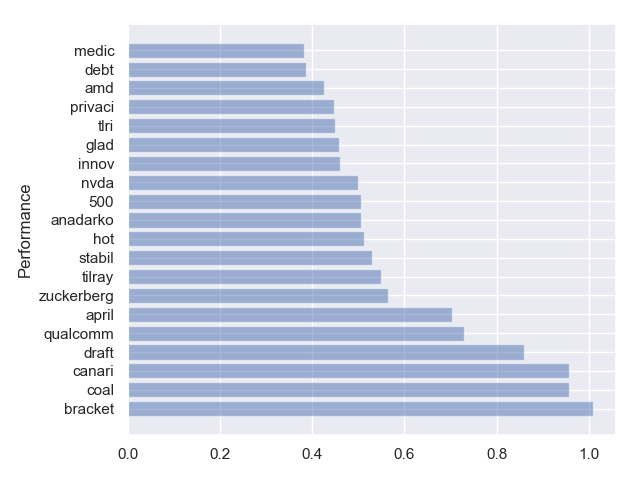 medic
debt
amd
privaci
tlri
glad
innov
nvda
500
anadarko
hot
stabil
tilray
zuckerberg
april
qualcomm
draft
canari
coal
bracket
Performance
0.0 0.2 0.4 0.6 0.8 1.0